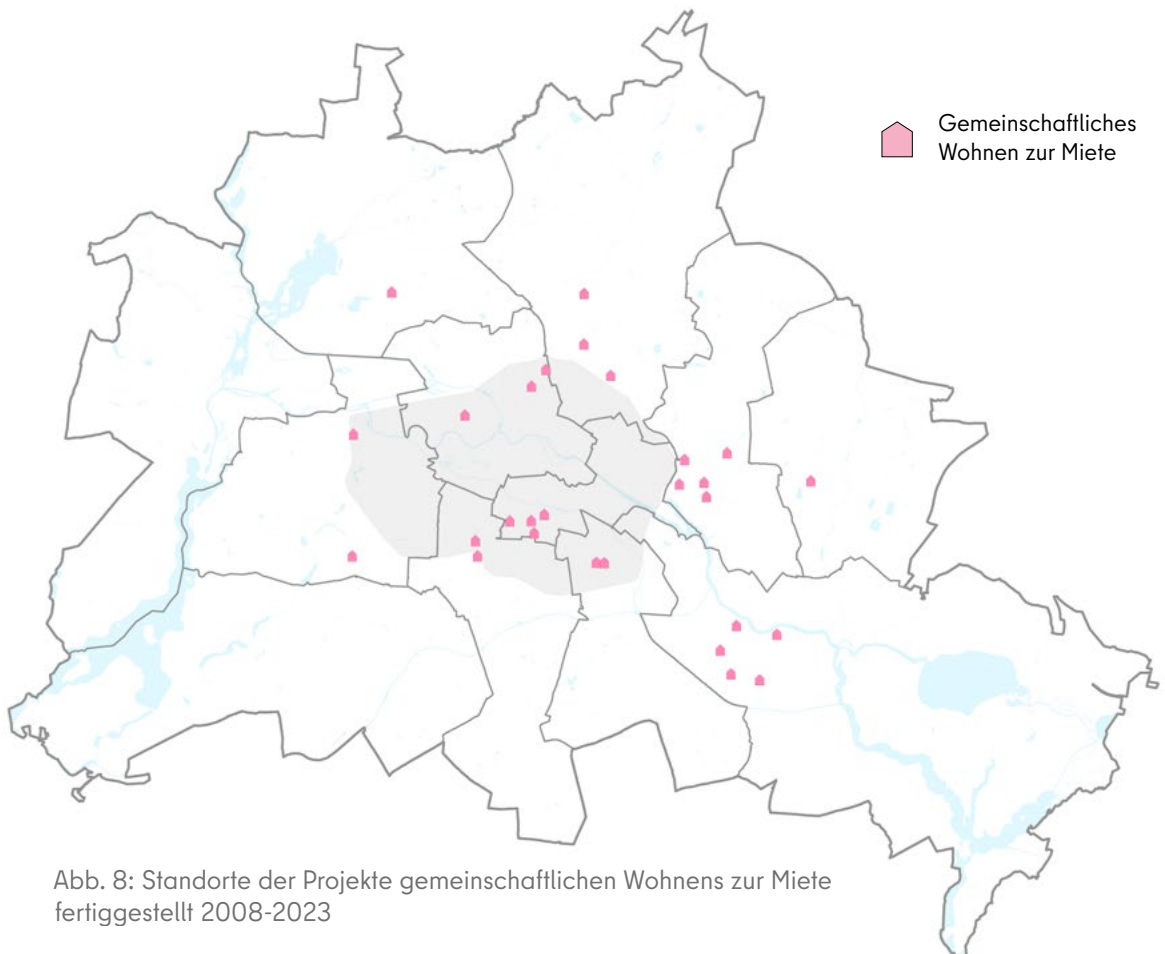 Gemeinschaftliches
Wohnen zur Miete
Abb. 8: Standorte der Projekte gemeinschaftlichen Wohnens zur Miete
fertiggestellt 2008-2023